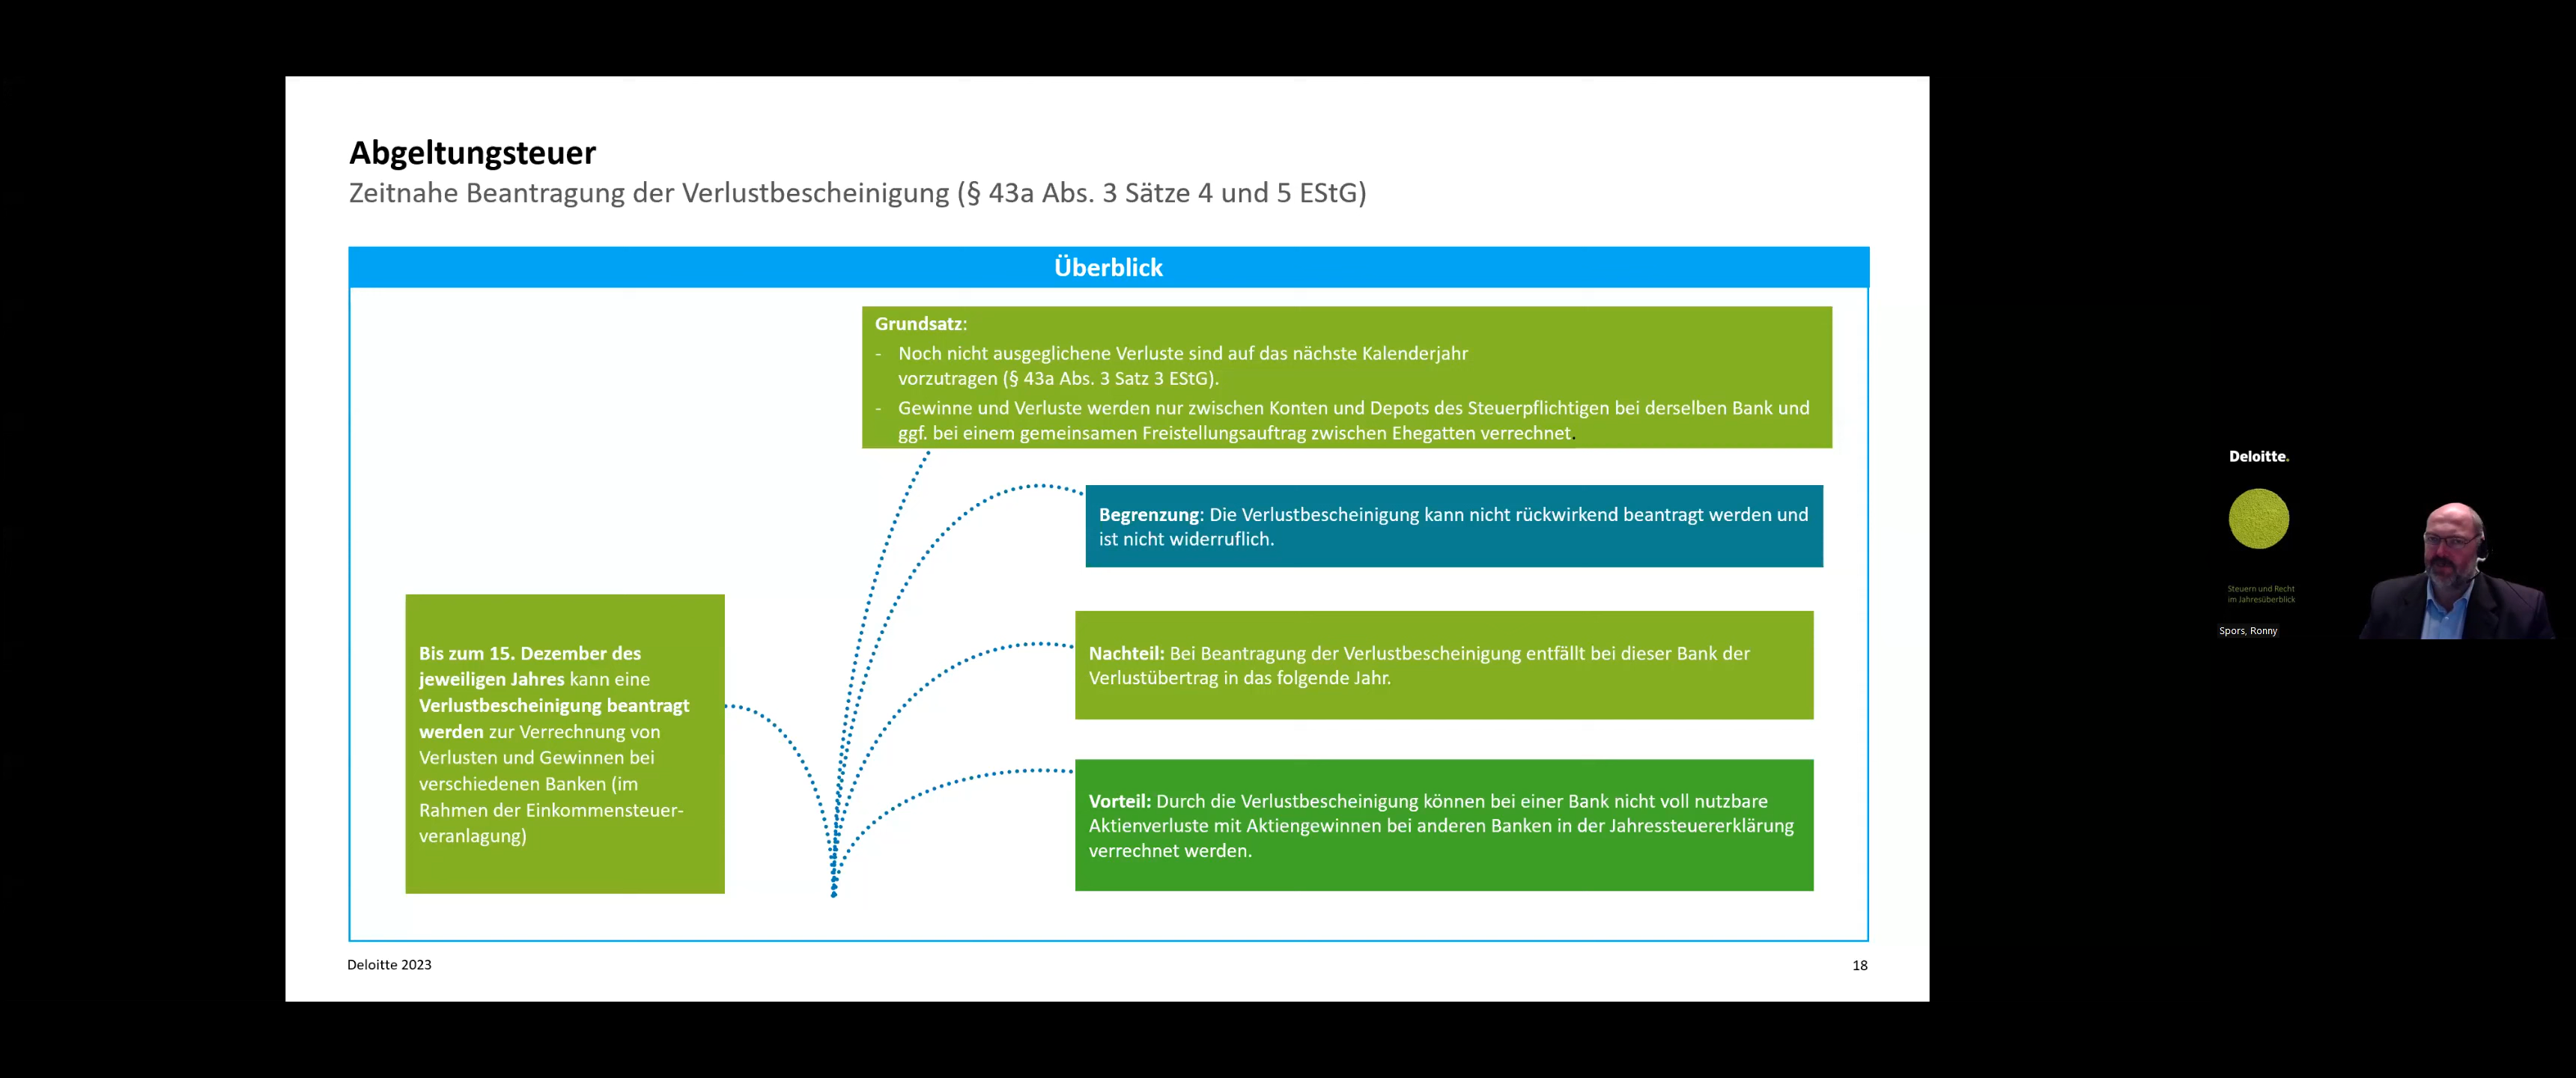 Abgeltungsteuer
Zeitnahe Beantragung der Verlustbescheinigung (§ 43a Abs. 3 Sätze 4 und 5 EStG)
Überblick
Grundsatz:
- Noch nicht ausgeglichene Verluste sind auf das nächste Kalenderjahr
vorzutragen (§ 43a Abs. 3 Satz 3 EStG).
- Gewinne und Verluste werden nur zwischen Konten und Depots des Steuerpflichtigen bei derselben Bank und
ggf. bei einem gemeinsamen Freistellungsauftrag zwischen Ehegatten verrechnet.
Begrenzung: Die Verlustbescheinigung kann nicht rückwirkend beantragt werden und
ist nicht widerruflich.
Bis zum 15. Dezember des
jeweiligen Jahres kann eine
Verlustbescheinigung beantragt
werden zur Verrechnung von
Verlusten und Gewinnen bei
verschiedenen Banken (im
Rahmen der Einkommensteuer-
veranlagung)
Nachteil: Bei Beantragung der Verlustbescheinigung entfällt bei dieser Bank der
Verlustübertrag in das folgende Jahr.
Vorteil: Durch die Verlustbescheinigung können bei einer Bank nicht voll nutzbare
Aktienverluste mit Aktiengewinnen bei anderen Banken in der Jahressteuererklärung
verrechnet werden.
Deloitte 2023
18
Deloitte.
Steuern und Recht
im Jahresüberblick
Spors, Ronny